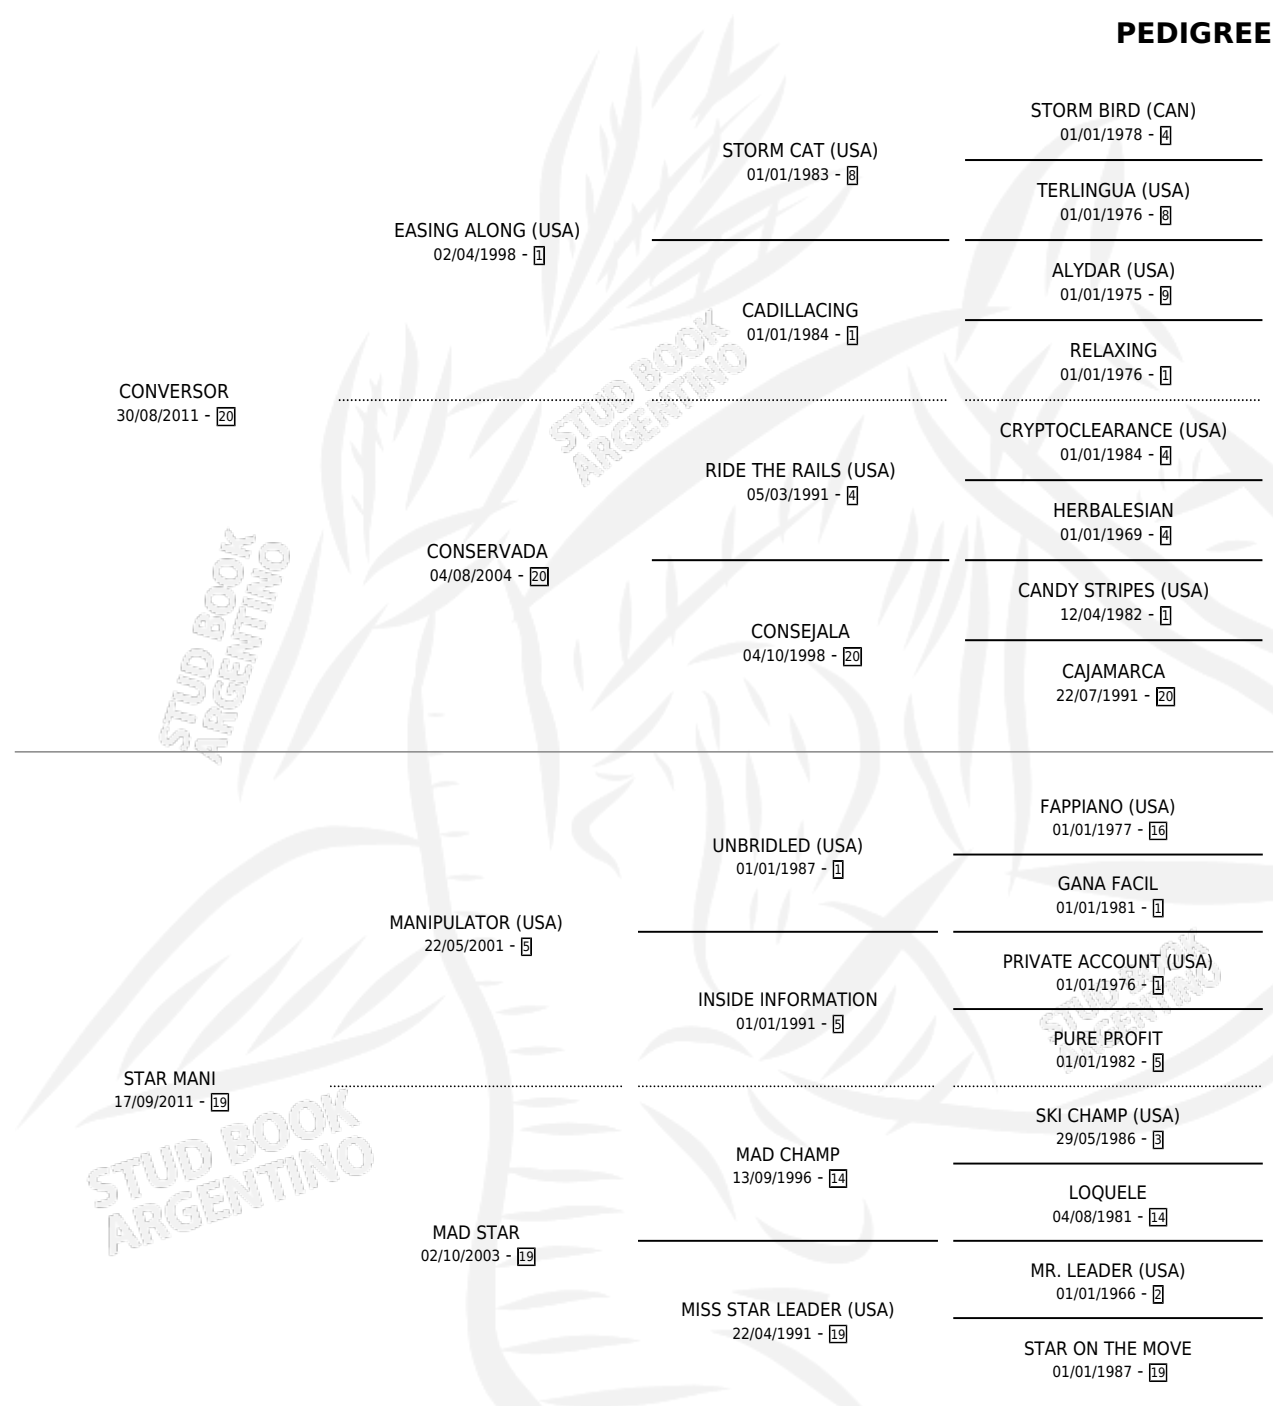 PEDIGREE
STORM BIRD (CAN)
01/01/1978 - 4
STORM CAT (USA)
01/01/1983 - 8
TERLINGUA (USA)
01/01/1976 - 8
EASING ALONG (USA)
02/04/1998 - 1
ALYDAR (USA)
01/01/1975 - 9
CADILLACING
01/01/1984 - 1
RELAXING
01/01/1976 - 1
CONVERSOR
30/08/2011 - 20
CRYPTOCLEARANCE (USA)
01/01/1984 - 4
RIDE THE RAILS (USA)
05/03/1991 - 4
HERBALESIAN
01/01/1969 - 4
CONSERVADA
04/08/2004 - 20
CANDY STRIPES (USA)
12/04/1982 - 1
CONSEJALA
04/10/1998 - 20
CAJAMARCA
22/07/1991 - 20
FAPPIANO (USA)
01/01/1977 - 16
UNBRIDLED (USA)
01/01/1987 - 1
GANA FACIL
01/01/1981 - 1
MANIPULATOR (USA)
22/05/2001 - 5
PRIVATE ACCOUNT (USA)
01/01/1976 - 1
INSIDE INFORMATION
01/01/1991 - 5
PURE PROFIT
01/01/1982 - 5
STAR MANI
17/09/2011 - 19
SKI CHAMP (USA)
29/05/1986 - 3
MAD CHAMP
13/09/1996 - 14
LOQUELE
04/08/1981 - 14
MAD STAR
02/10/2003 - 19
MR. LEADER (USA)
01/01/1966 - 2
MISS STAR LEADER (USA)
22/04/1991 - 19
STAR ON THE MOVE
01/01/1987 - 19
STUD BOOK
ARGENTINO
STUD BOOK
ARGENTINO
STUD BOOK
ARGENTINO
STUD BOOK
ARGENTINO